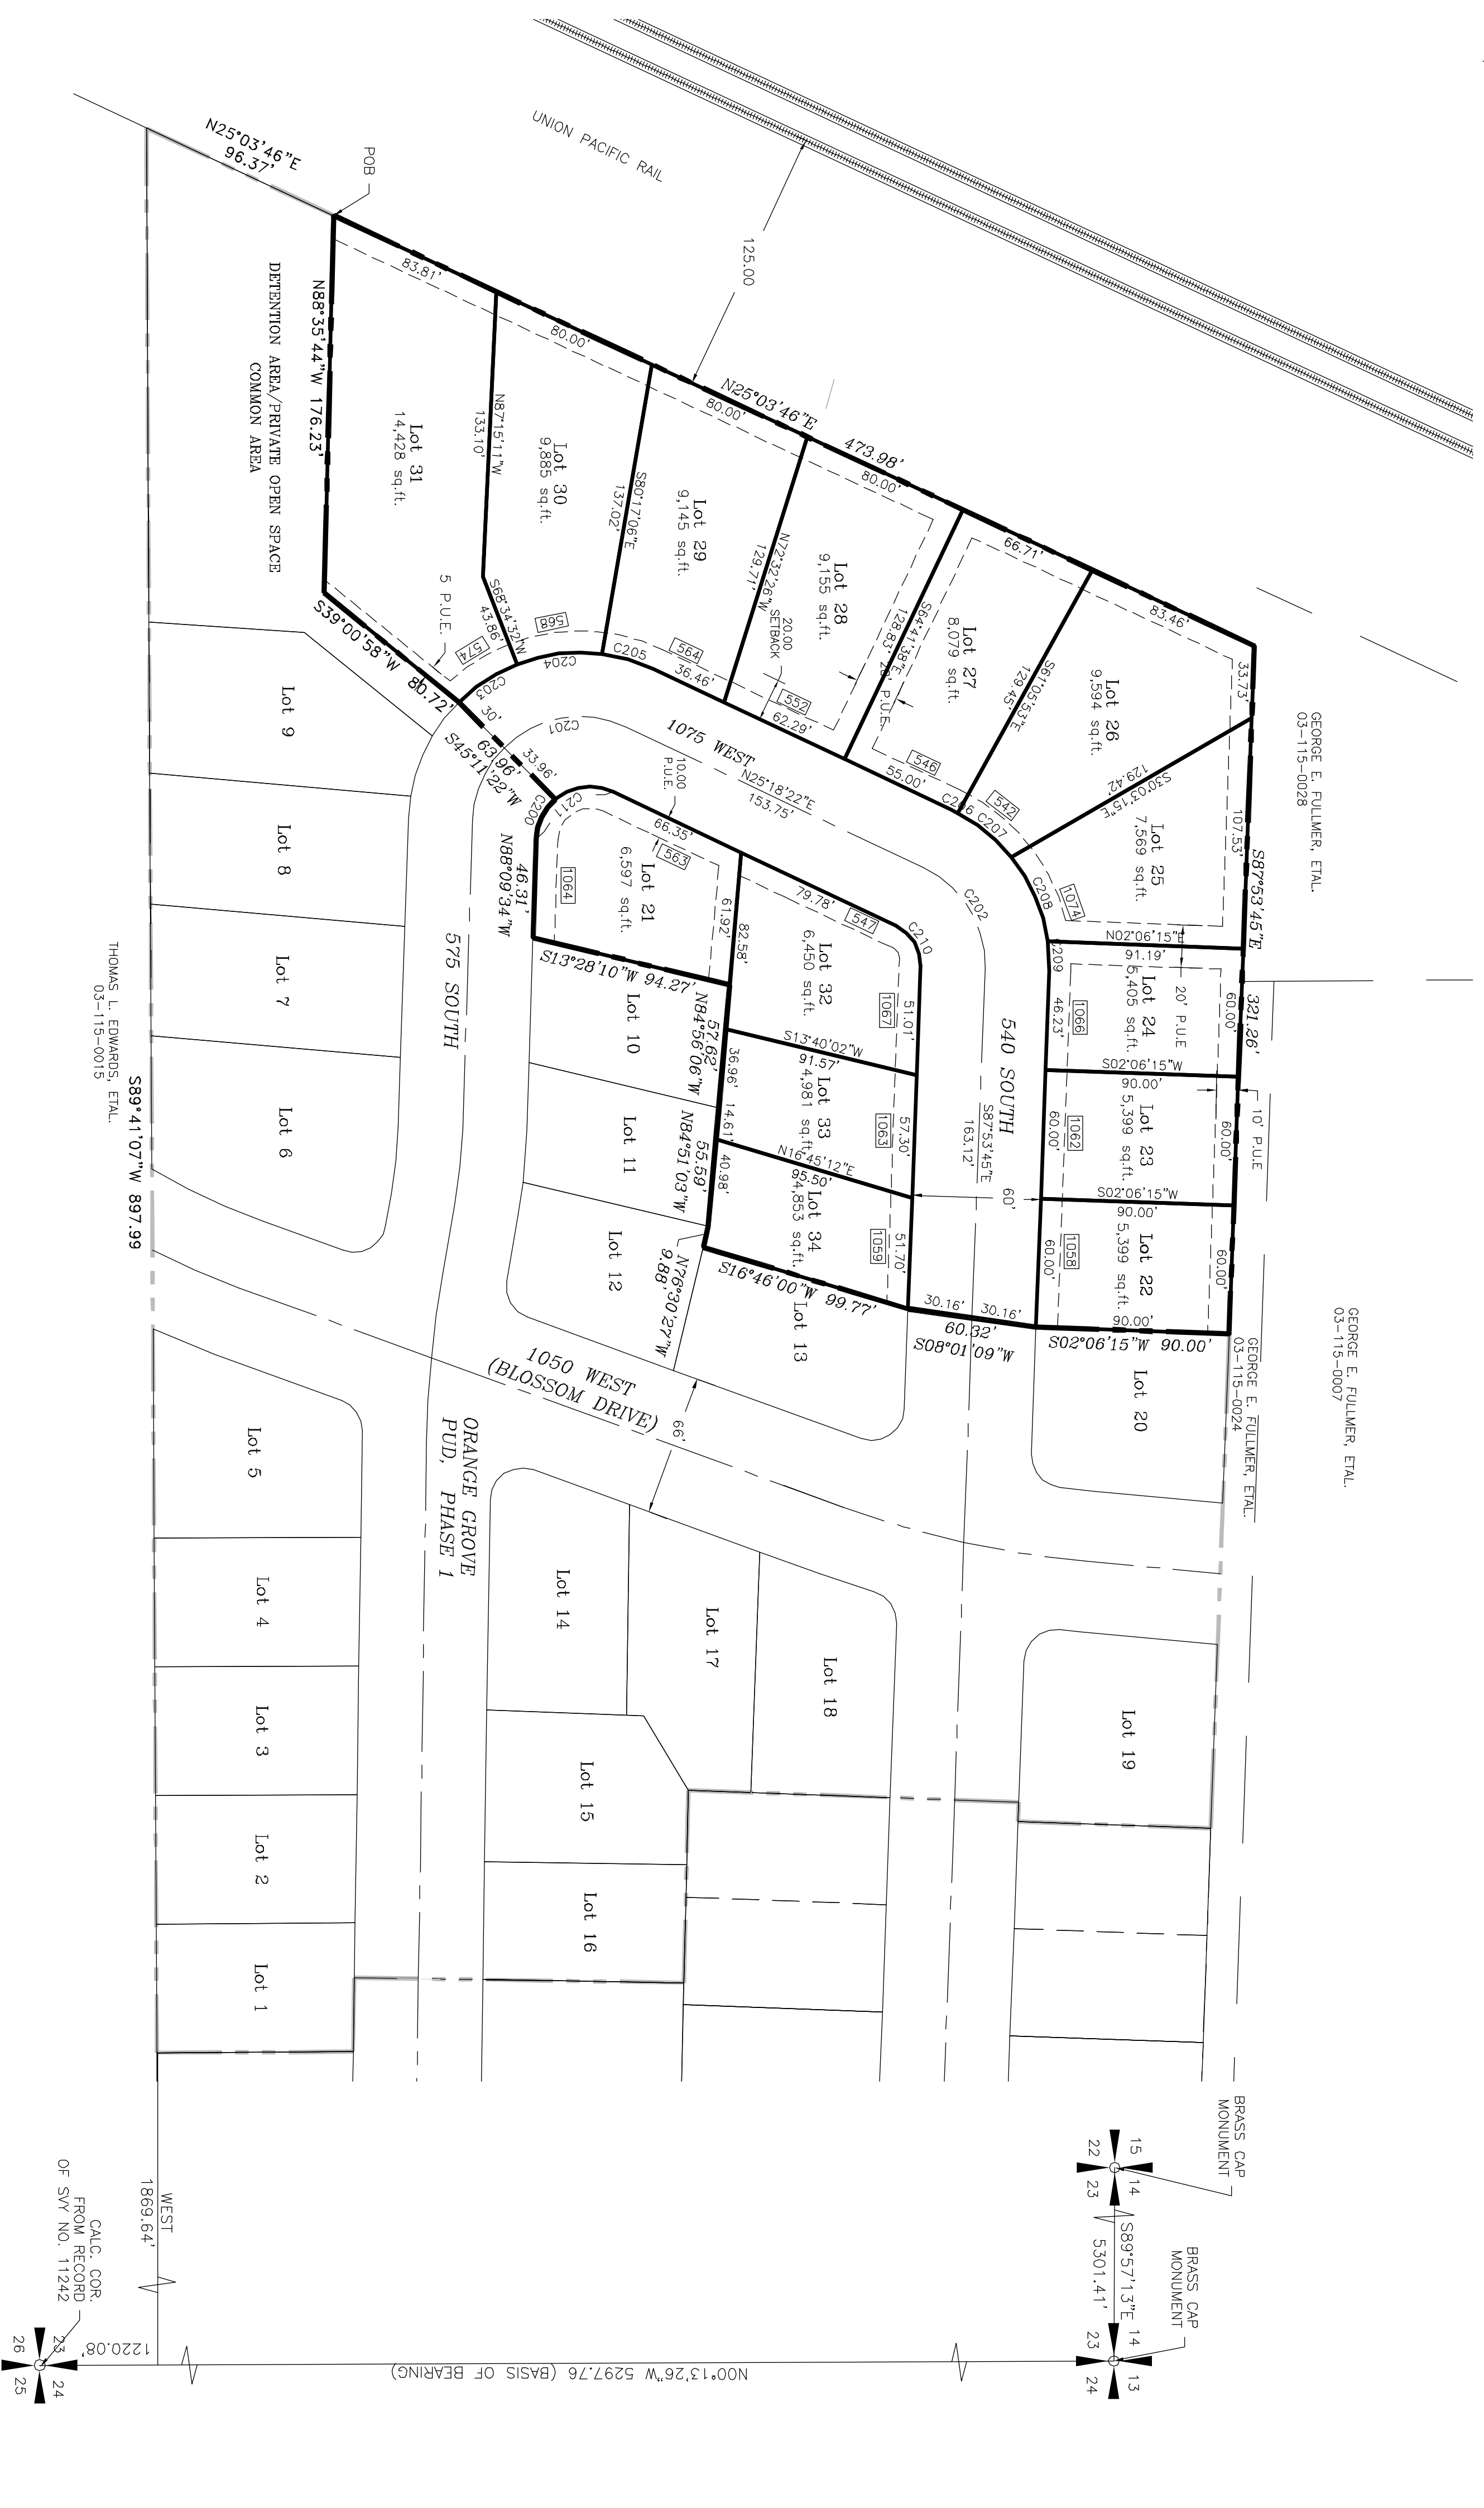 UNION PACIFIC RAIL
125.00
N25°03'46"E
96.37'
POB
83.81'
80.00'
80.00'
N25°03'46"E
473.98'
80.00'
66.71'
83.46'
N88°35'44"W 176.23'
DETENTION AREA/PRIVATE OPEN SPACE
COMMON AREA
Lot 31
14,428 sq.ft.
N87°15'11"W
133.10'
Lot 30
9,885 sq.ft.
S80°17'06"E
137.02'
Lot 29
9,145 sq.ft.
N72°32'26"W
129.71'
Lot 28
9,155 sq.ft.
20.00
SETBACK
S64°41'38"E
128.83'
20' P.U.E.
Lot 27
8,079 sq.ft.
S61°05'53"E
129.45'
Lot 26
9,594 sq.ft.
33.73'
S30°03'15"E
129.42'
Lot 25
7,569 sq.ft.
107.53'
S87°53'45"E
321.26'
GEORGE E. FULLMER, ETAL.
03-115-0028
5 P.U.E.
S68°34'32"W
43.86'
574
568
564
552
546
542
1074
C203
C204
C205
36.46'
62.29'
55.00'
C206
C207
C208
C209
S39°00'58"W
80.72'
30'
63.96'
S45°11'22"W
33.96'
C201
C200
C211
1075 WEST
N25°18'22"E
153.75'
C202
10.00
P.U.E.
66.35'
563
Lot 21
6,597 sq.ft.
1064
46.31'
N88°09'34"W
S13°28'10"W 94.27'
61.92'
82.58'
79.78'
547
C210
Lot 32
6,450 sq.ft.
1067
51.01'
S13°40'02"W
91.57'
57.62'
N84°56'06"W
36.96'
14.61'
Lot 33
4,981 sq.ft.
1063
57.30'
N16°45'12"E
95.50'
55.59'
N84°51'03"W
40.98'
Lot 34
4,853 sq.ft.
1059
51.70'
N76°30'27"W
9.88'
S16°46'00"W 99.77'
540 SOUTH
S87°53'45"E
163.12'
60'
30.16'
30.16'
60.32'
S08°01'09"W
N02°06'15"E
91.19'
20' P.U.E
Lot 24
5,405 sq.ft.
1066
46.23'
60.00'
S02°06'15"W
90.00'
10' P.U.E
Lot 23
5,399 sq.ft.
1062
60.00'
60.00'
S02°06'15"W
90.00'
Lot 22
5,399 sq.ft.
1058
60.00'
60.00'
90.00'
S02°06'15"W 90.00'
GEORGE E. FULLMER, ETAL.
03-115-0007
GEORGE E. FULLMER, ETAL.
03-115-0024
Lot 9
Lot 8
Lot 7
Lot 6
575 SOUTH
Lot 10
Lot 11
Lot 12
Lot 13
Lot 20
THOMAS L. EDWARDS, ETAL.
03-115-0015
S89°41'07"W 897.99
1050 WEST
(BLOSSOM DRIVE)
66'
ORANGE GROVE
PUD, PHASE 1
Lot 5
Lot 4
Lot 3
Lot 2
Lot 1
Lot 14
Lot 17
Lot 18
Lot 15
Lot 16
Lot 19
BRASS CAP
MONUMENT
15
14
22
23
S89°57'13"E
5301.41'
BRASS CAP
MONUMENT
14
13
23
24
WEST
1869.64'
CALC. COR.
FROM RECORD
OF SVY NO. 11242
1220.08'
N00°13'26"W 5297.76 (BASIS OF BEARING)
23
24
26
25